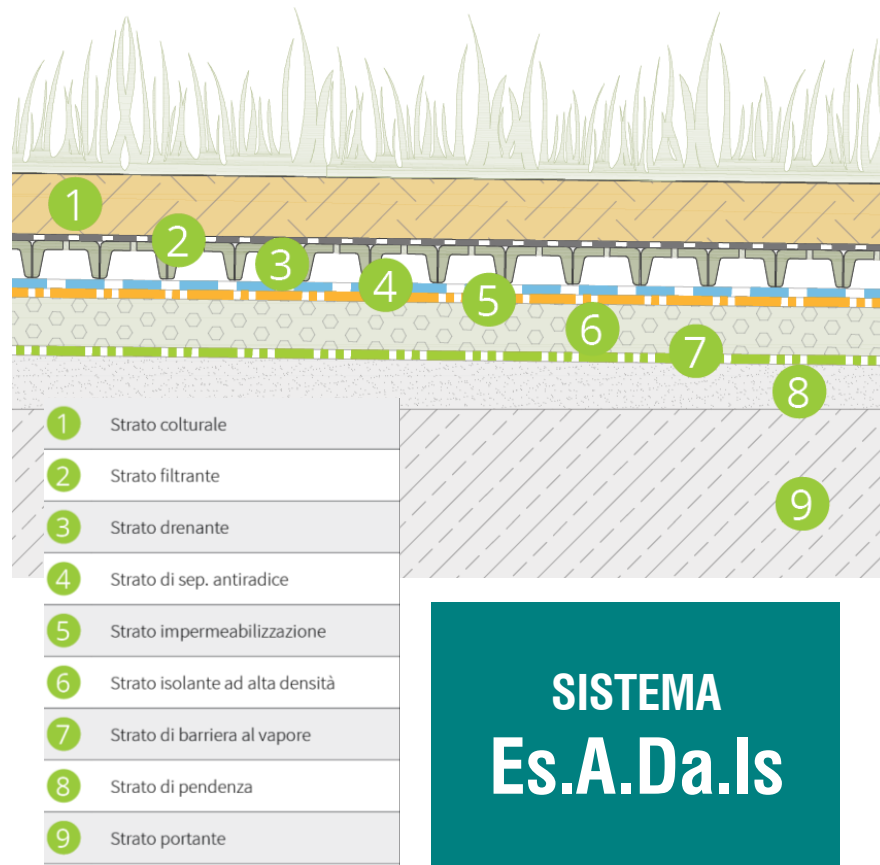 1
2
3
4
5
6
7
8
9
1 Strato colturale
2 Strato filtrante
3 Strato drenante
4 Strato di sep. antiradice
5 Strato impermeabilizzazione
6 Strato isolante ad alta densità
7 Strato di barriera al vapore
8 Strato di pendenza
9 Strato portante
SISTEMA
Es.A.Da.Is